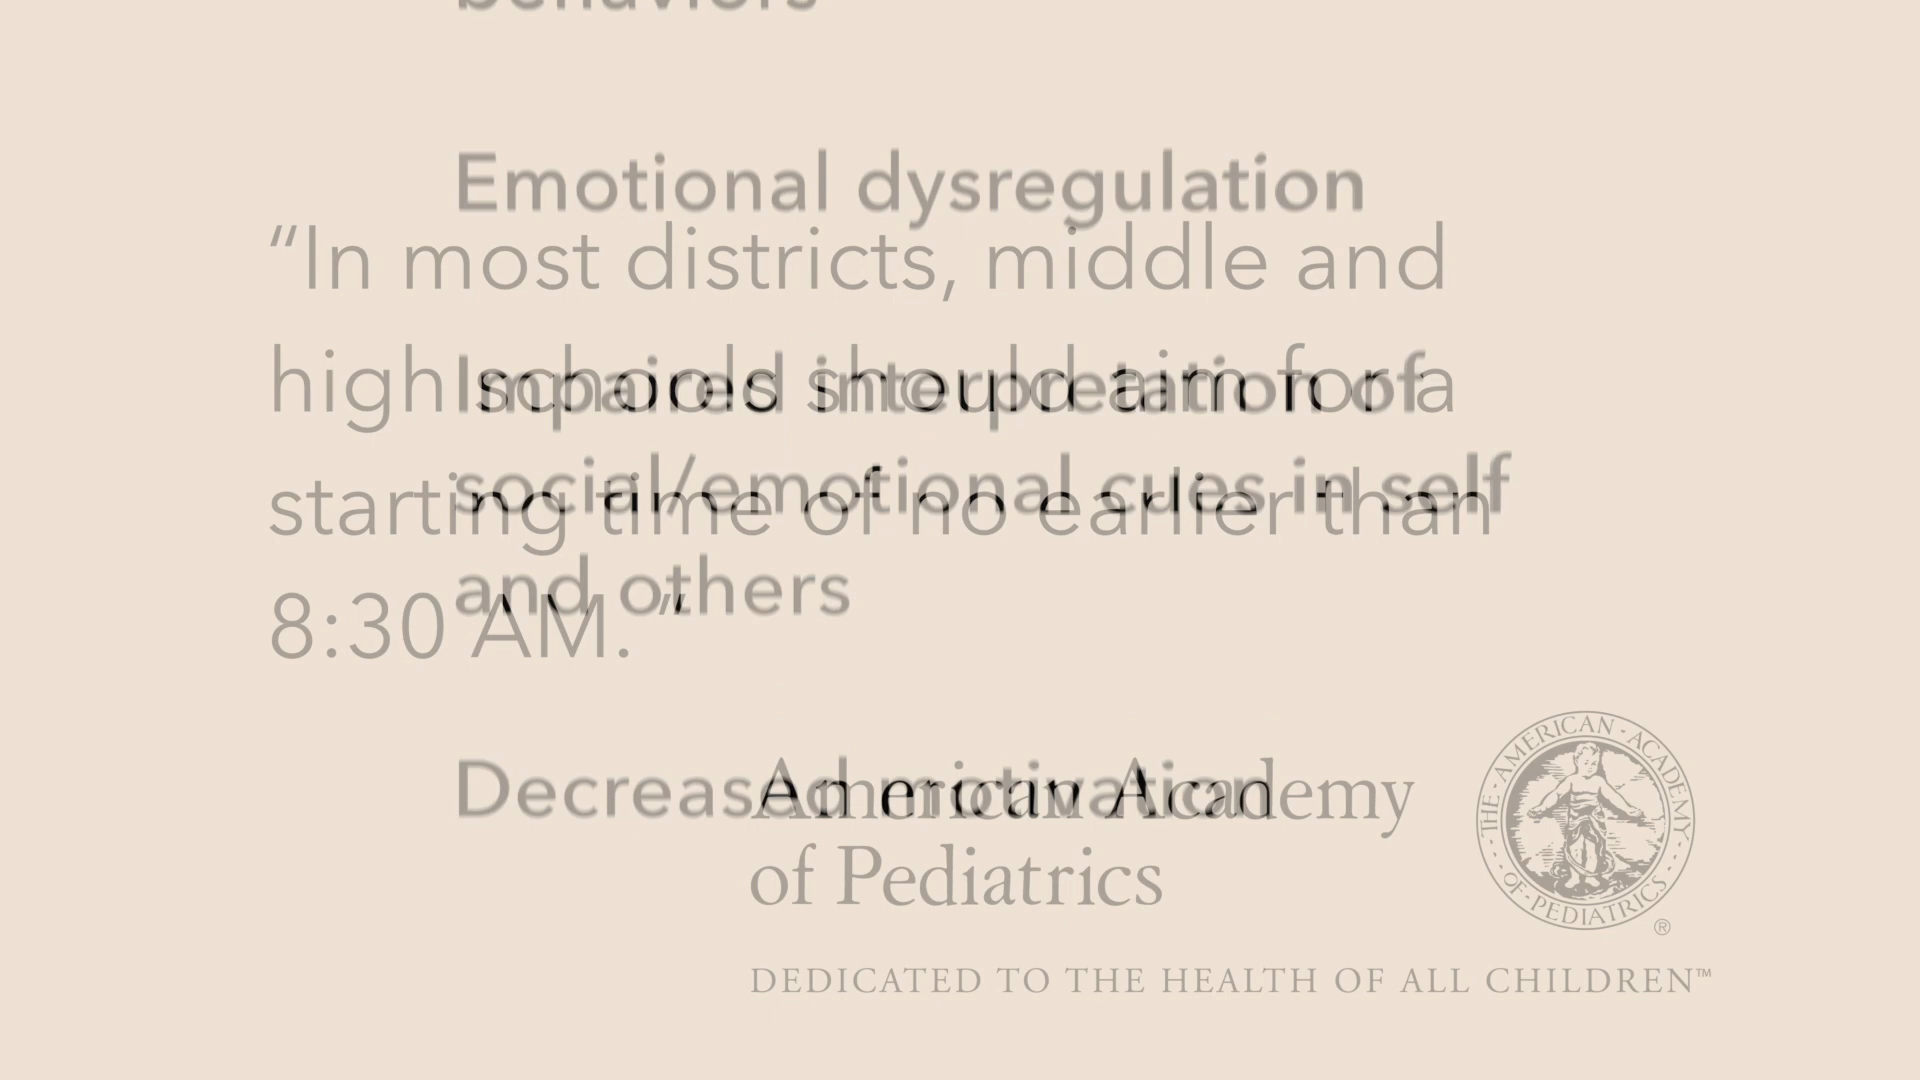 behaviors
Emotional dysregulation
“In most districts, middle and
high schools should aim for a
Impaired interpretation of
starting time of no earlier than
social/emotional cues in self
and others
8:30 AM. ”
Decreased motivation
American Academy
of Pediatrics
DEDICATED TO THE HEALTH OF ALL CHILDREN™
THE · AMERICAN · ACADEMY · OF · PEDIATRICS ®